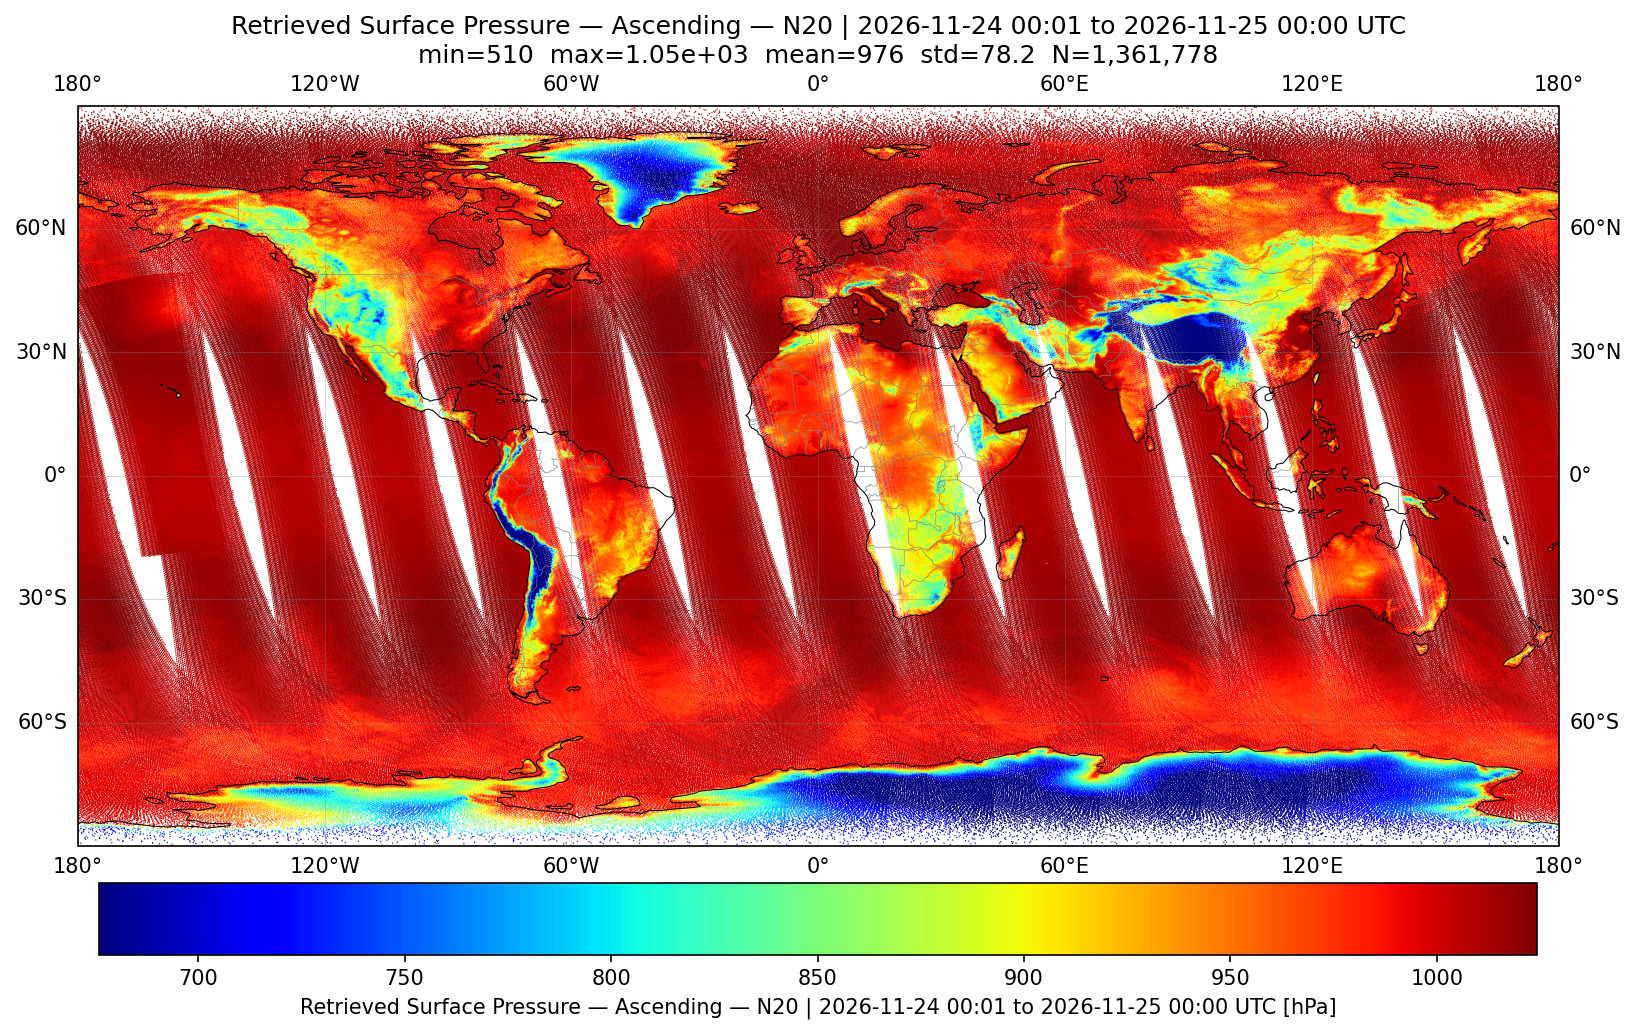 Retrieved Surface Pressure — Ascending — N20 | 2026-11-24 00:01 to 2026-11-25 00:00 UTC
min=510 max=1.05e+03 mean=976 std=78.2 N=1,361,778
180° 120°W 60°W 0° 60°E 120°E 180°
60°N 60°N
30°N 30°N
0° 0°
30°S 30°S
60°S 60°S
180° 120°W 60°W 0° 60°E 120°E 180°
700 750 800 850 900 950 1000
Retrieved Surface Pressure — Ascending — N20 | 2026-11-24 00:01 to 2026-11-25 00:00 UTC [hPa]